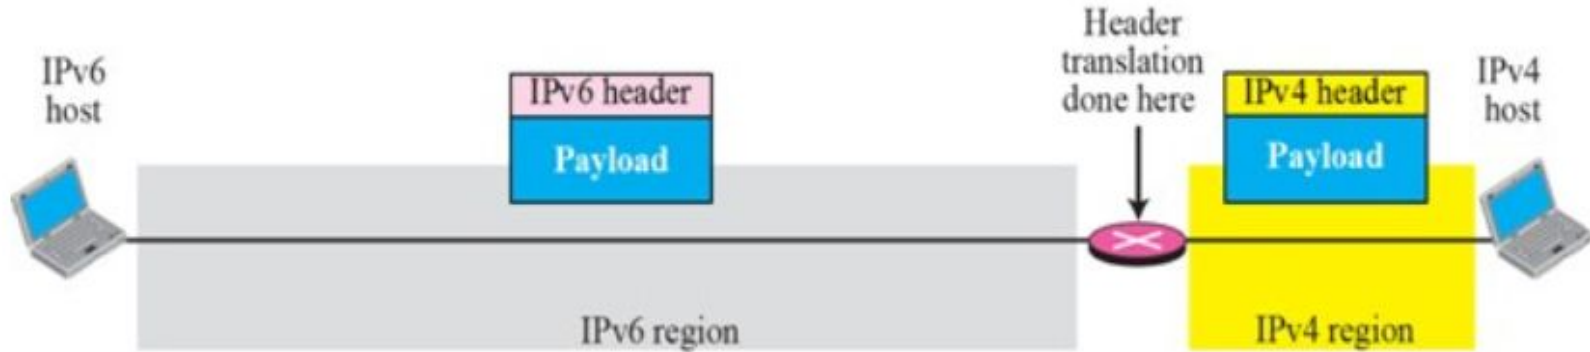 IPv6
host
IPv6 header
Payload
IPv6 region
Header
translation
done here
IPv4 header
Payload
IPv4 region
IPv4
host